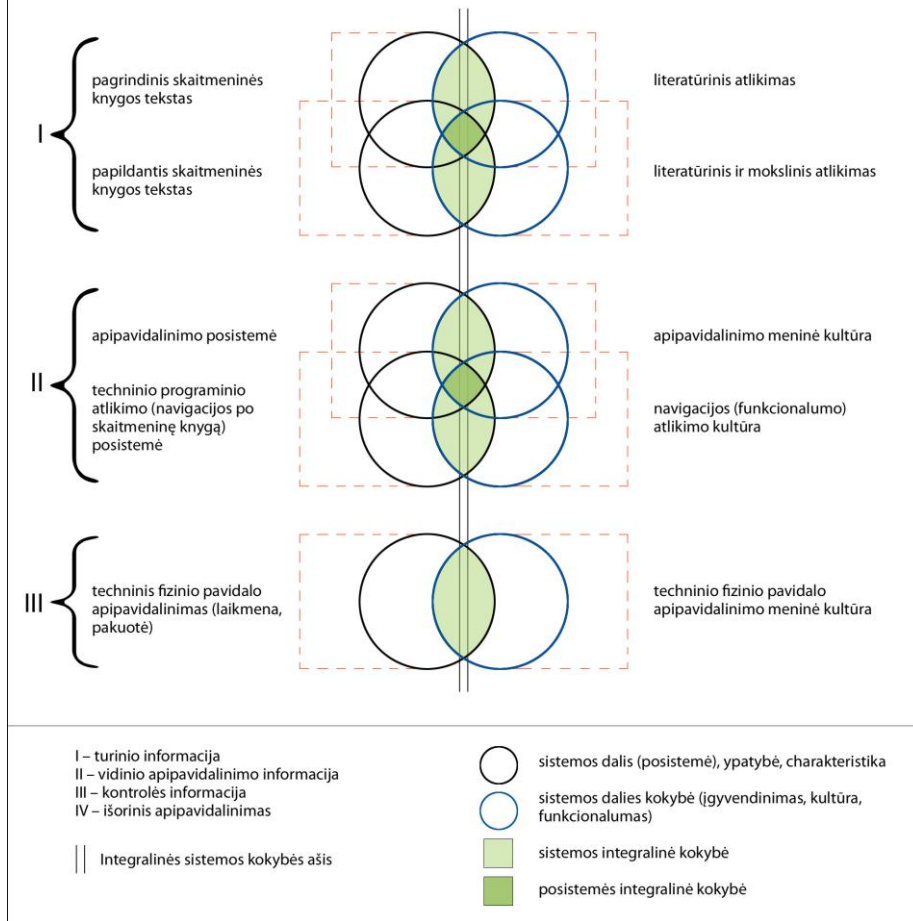 I
pagrindinis skaitmeninės
knygos tekstas
literatūrinis atlikimas
papildantis skaitmeninės
knygos tekstas
literatūrinis ir mokslinis atlikimas
II
apipavidalinimo posistemė
apipavidalinimo meninė kultūra
techninio programinio
atlikimo (navigacijos po
skaitmeninę knygą)
posistemė
navigacijos (funkcionalumo)
atlikimo kultūra
III
techninis fizinio pavidalo
apipavidalinimas (laikmena,
pakuotė)
techninio fizinio pavidalo
apipavidalinimo meninė kultūra
I – turinio informacija
II – vidinio apipavidalinimo informacija
III – kontrolės informacija
IV – išorinis apipavidalinimas
Integralinės sistemos kokybės ašis
sistemos dalis (posistemė), ypatybė, charakteristika
sistemos dalies kokybė (įgyvendinimas, kultūra,
funkcionalumas)
sistemos integralinė kokybė
posistemės integralinė kokybė